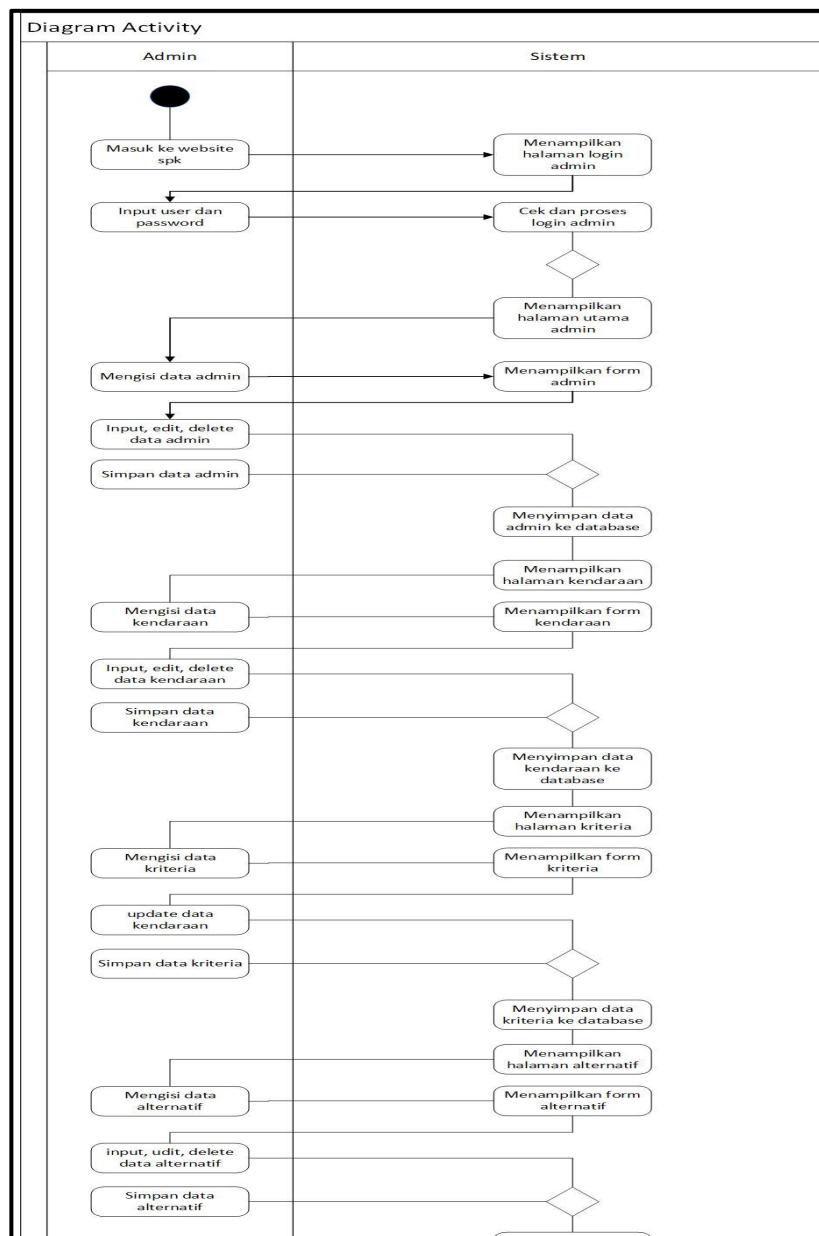 Diagram Activity
Admin
Sistem
Masuk ke website
spk
Menampilkan
halaman login
admin
Input user dan
password
Cek dan proses
login admin
Menampilkan
halaman utama
admin
Mengisi data admin
Menampilkan form
admin
Input, edit, delete
data admin
Simpan data admin
Menyimpan data
admin ke database
Menampilkan
halaman kendaraan
Mengisi data
kendaraan
Menampilkan form
kendaraan
Input, edit, delete
data kendaraan
Simpan data
kendaraan
Menyimpan data
kendaraan ke
database
Menampilkan
halaman kriteria
Mengisi data
kriteria
Menampilkan form
kriteria
update data
kendaraan
Simpan data kriteria
Menyimpan data
kriteria ke database
Menampilkan
halaman alternatif
Mengisi data
alternatif
Menampilkan form
alternatif
input, udit, delete
data alternatif
Simpan data
alternatif